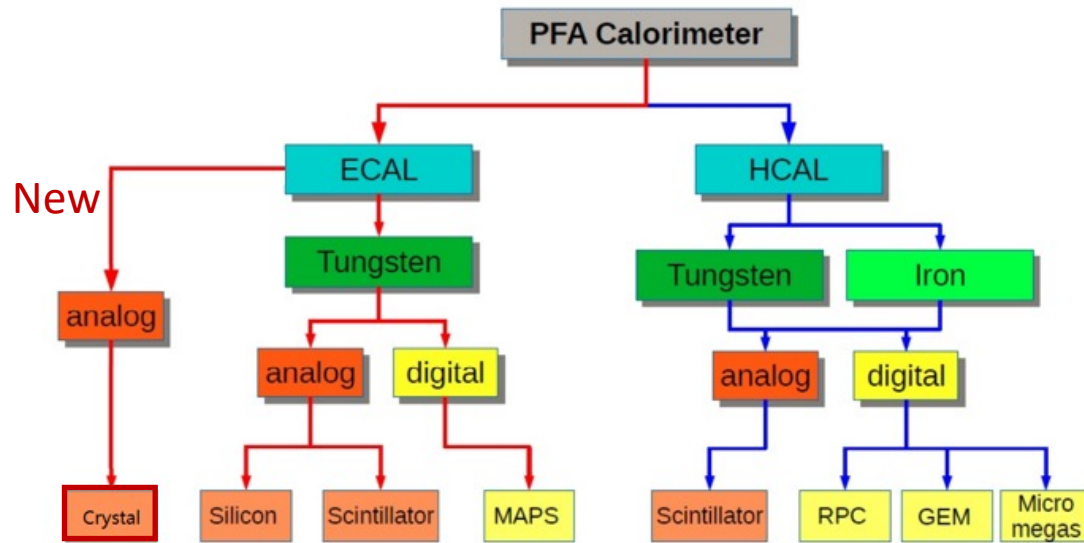 PFA Calorimeter
ECAL
HCAL
New
Tungsten
Tungsten
Iron
analog
analog
digital
analog
digital
Crystal
Silicon
Scintillator
MAPS
Scintillator
RPC
GEM
Micro
megas